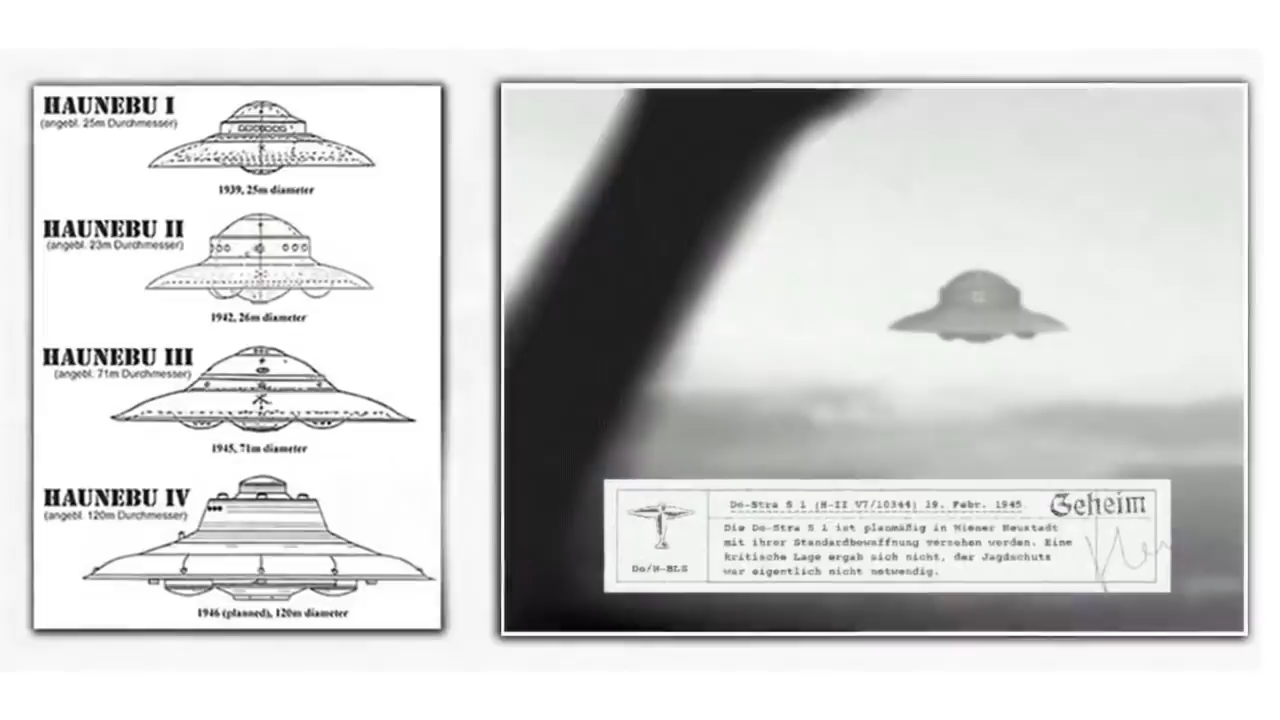 HAUNEBU I
(angebl. 25m Durchmesser)
1939, 25m diameter
HAUNEBU II
(angebl. 23m Durchmesser)
1942, 26m diameter
HAUNEBU III
(angebl. 71m Durchmesser)
1945, 71m diameter
HAUNEBU IV
(angebl. 120m Durchmesser)
1946 (planned), 120m diameter
Do-Stra S 1 (H-II V7/10344) 19. Febr. 1945
Geheim
Die Do-Stra S 1 ist planmäßig in Wiener Neustadt
mit ihrer Standardbewaffnung versehen worden. Eine
kritische Lage ergab sich nicht, der Jagdschutz
war eigentlich nicht notwendig.
Do/H-BLS